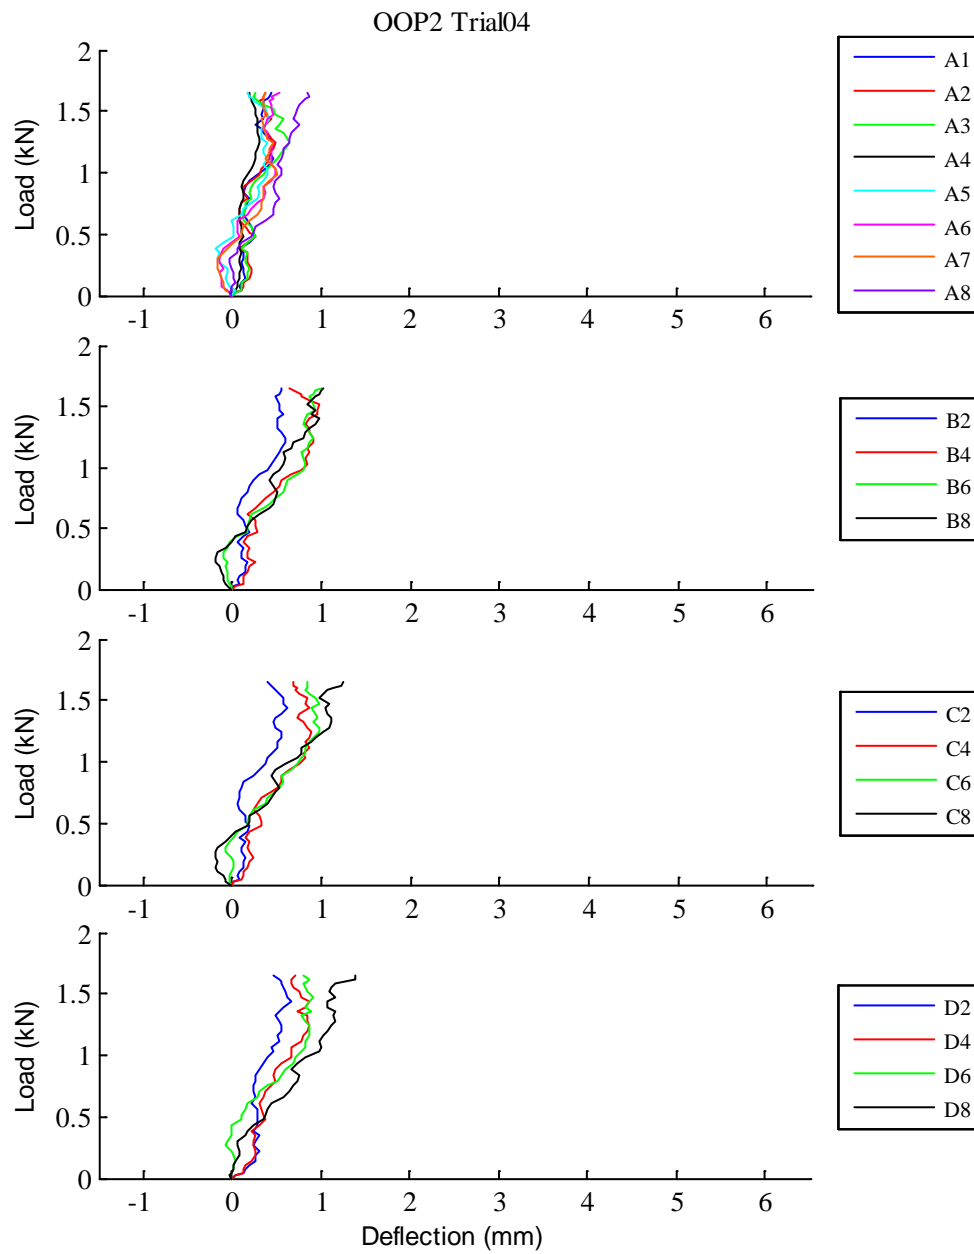 OOP2 Trial04
2
1.5
1
0.5
0
Load (kN)
-1 0 1 2 3 4 5 6
A1
A2
A3
A4
A5
A6
A7
A8
2
1.5
1
0.5
0
Load (kN)
-1 0 1 2 3 4 5 6
B2
B4
B6
B8
2
1.5
1
0.5
0
Load (kN)
-1 0 1 2 3 4 5 6
C2
C4
C6
C8
2
1.5
1
0.5
0
Load (kN)
-1 0 1 2 3 4 5 6
Deflection (mm)
D2
D4
D6
D8